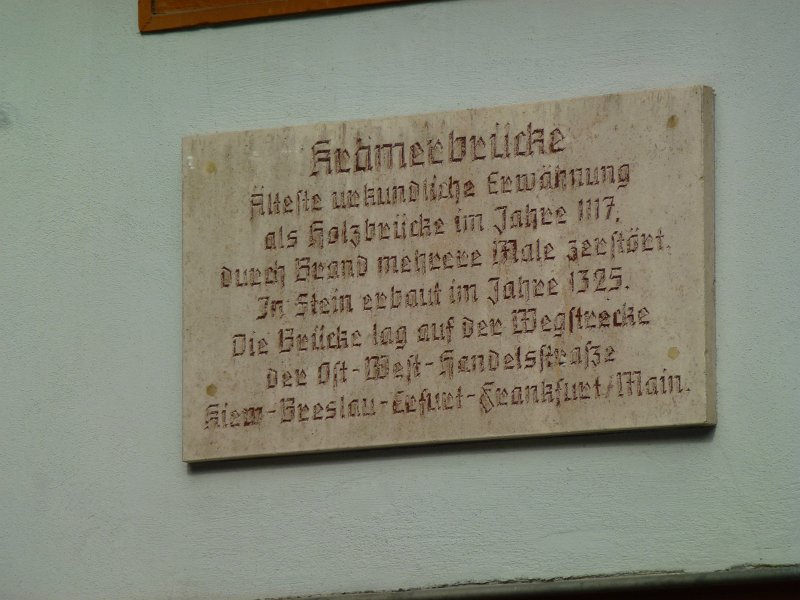 Krämerbrücke
Älteste urkundliche Erwähnung
als Holzbrücke im Jahre 1117,
durch Brand mehrere Male zerstört.
In Stein erbaut im Jahre 1325.
Die Brücke lag auf der Wegstrecke
der Ost-West-Handelsstraße
Kiew-Breslau-Erfurt-Frankfurt/Main.